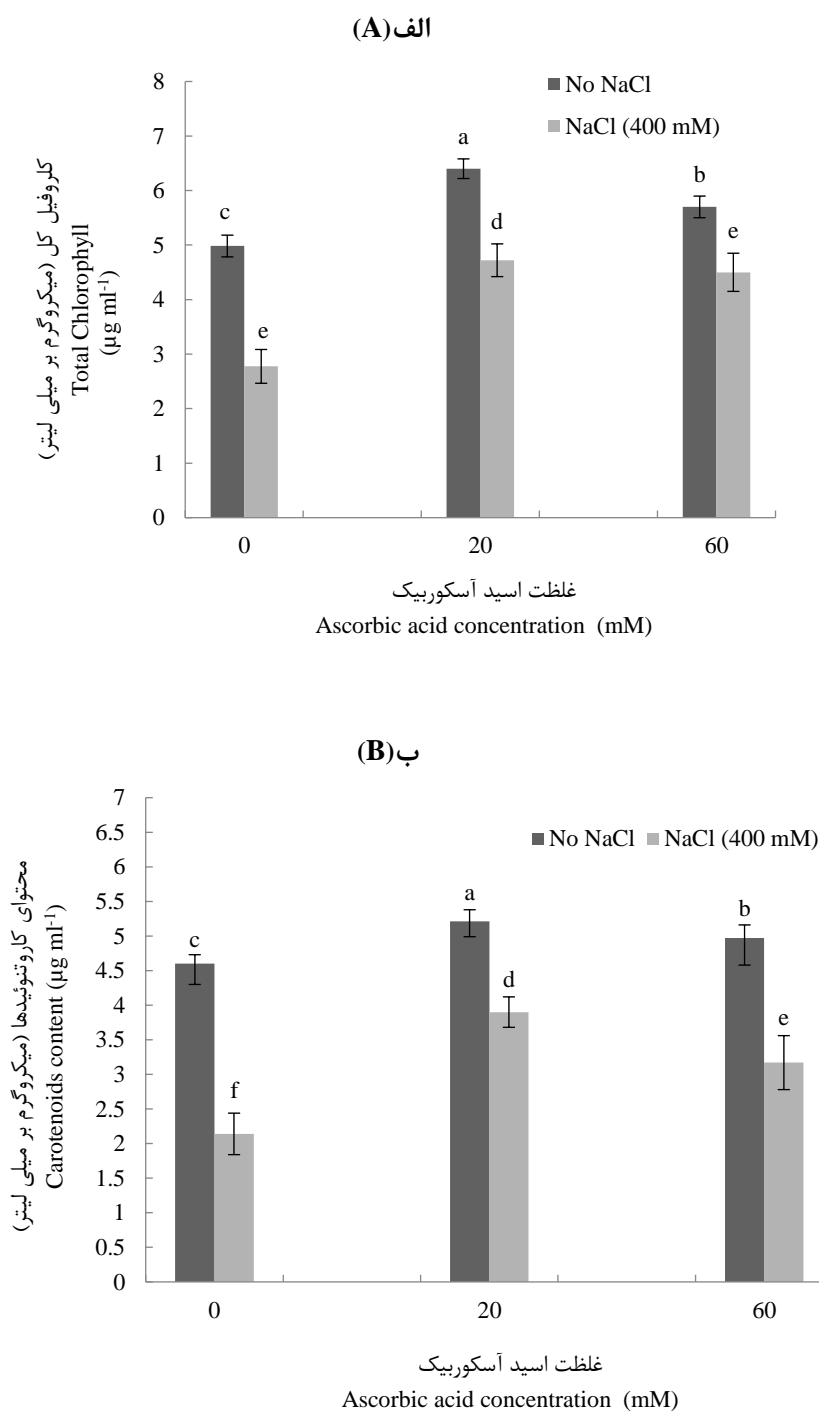 الف(A)
8
7
6
5
4
3
2
1
0
کلروفیل کل (میکروگرم بر میلی لیتر)
Total Chlorophyll
(µg ml-1)
No NaCl
NaCl (400 mM)
c
e
a
d
b
e
0 20 60
غلظت اسید آسکوربیک
Ascorbic acid concentration (mM)
ب(B)
7
6.5
6
5.5
5
4.5
4
3.5
3
2.5
2
1.5
1
0.5
0
محتوای کاروتنوئیدها (میکروگرم بر میلی لیتر)
Carotenoids content (µg ml-1)
No NaCl NaCl (400 mM)
c
f
a
d
b
e
0 20 60
غلظت اسید آسکوربیک
Ascorbic acid concentration (mM)